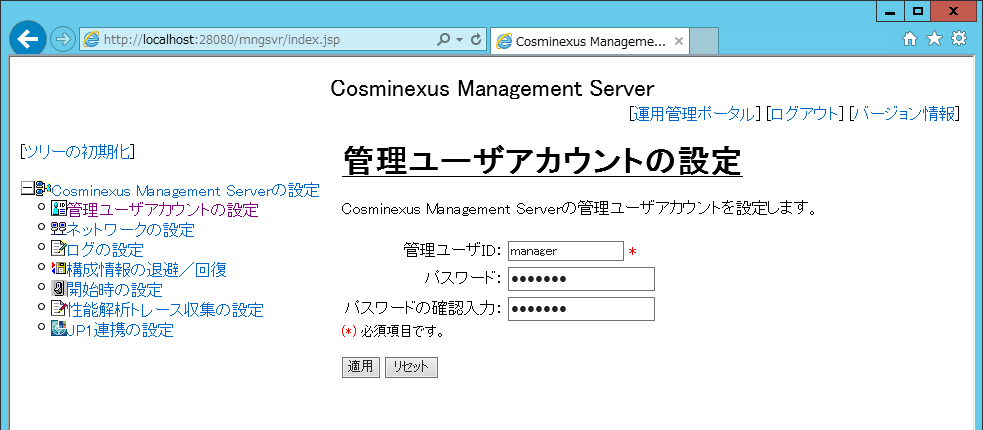 http://localhost:28080/mngsvr/index.jsp
Cosminexus Manageme...
Cosminexus Management Server
[運用管理ポータル] [ログアウト] [バージョン情報]
[ツリーの初期化]
Cosminexus Management Serverの設定
管理ユーザアカウントの設定
ネットワークの設定
ログの設定
構成情報の退避／回復
開始時の設定
性能解析トレース収集の設定
JP1連携の設定
管理ユーザアカウントの設定
Cosminexus Management Serverの管理ユーザアカウントを設定します。
管理ユーザID: manager *
パスワード: ●●●●●●●
パスワードの確認入力: ●●●●●●●
(*) 必須項目です。
適用 リセット